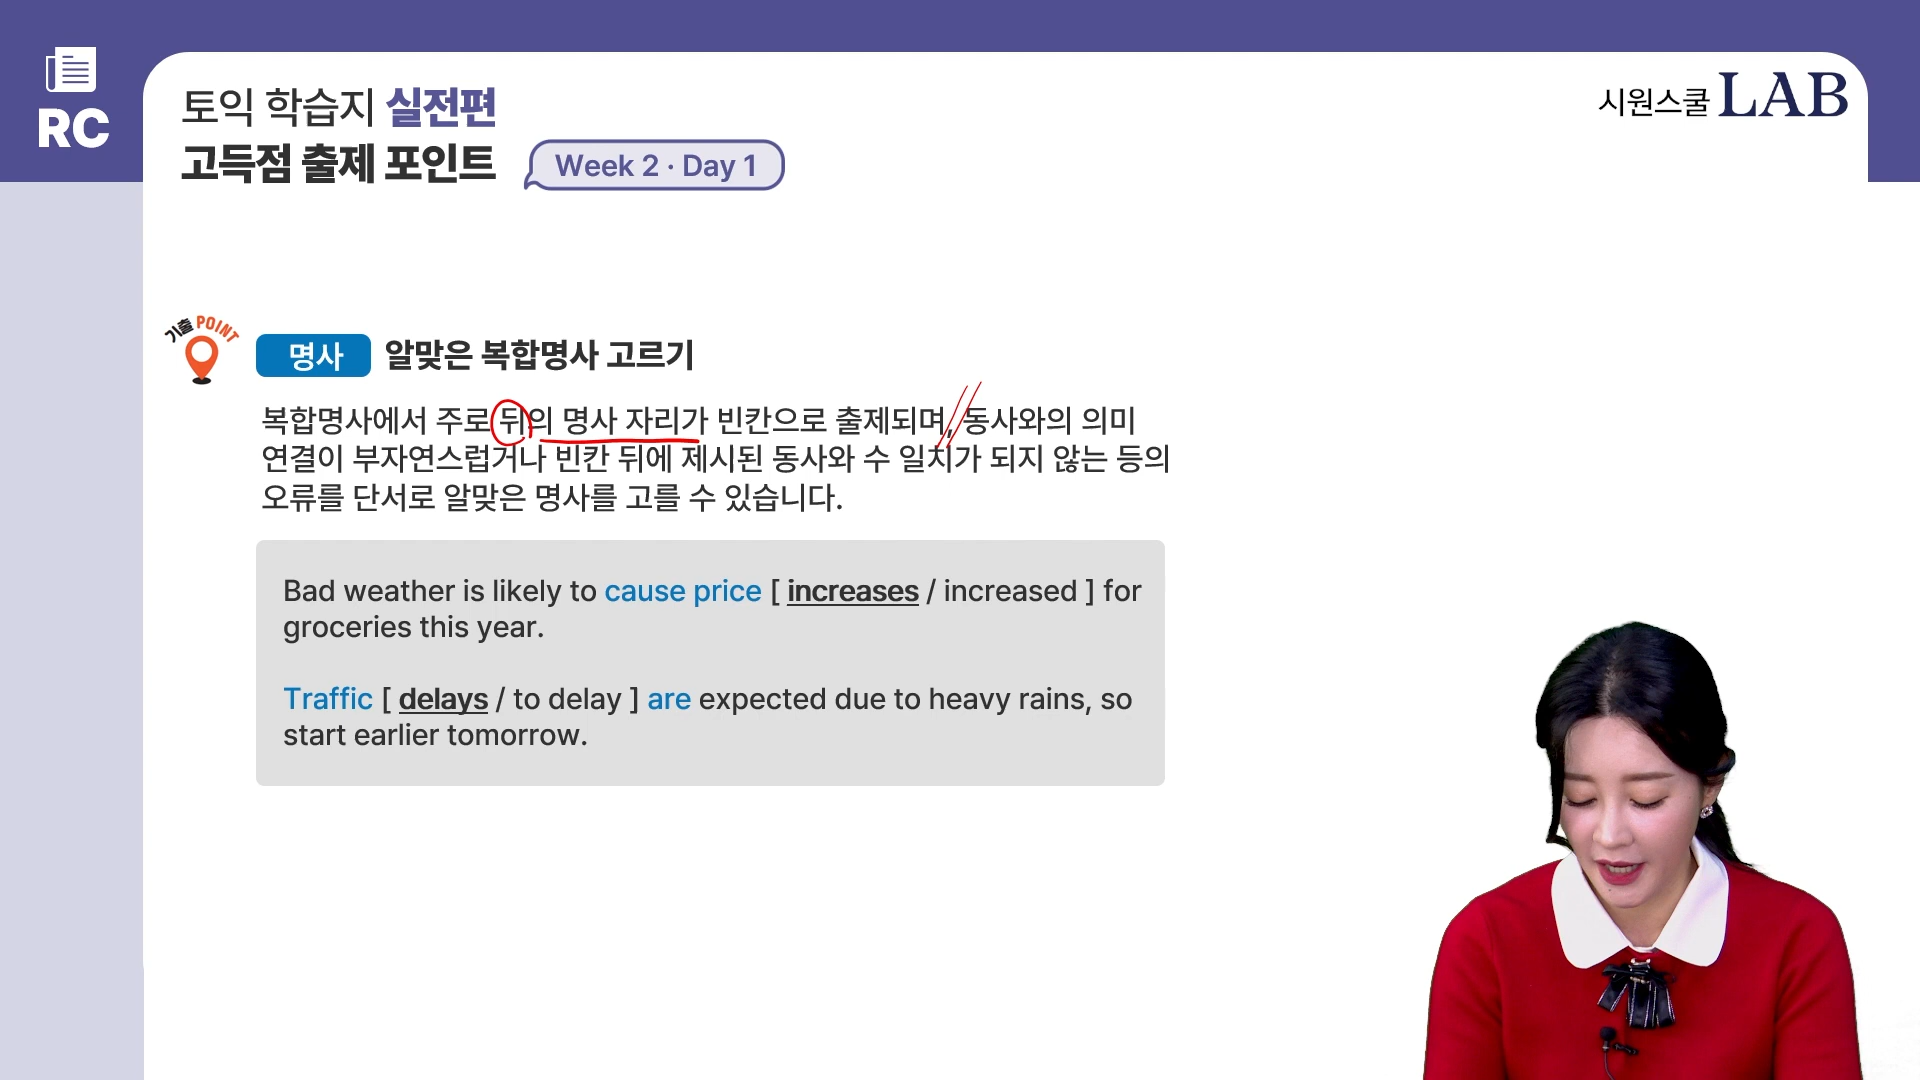 RC
토익 학습지 실전편
고득점 출제 포인트
Week 2 · Day 1
시원스쿨 LAB
기출 POINT
명사 알맞은 복합명사 고르기
복합명사에서 주로 뒤의 명사 자리가 빈칸으로 출제되며, 동사와의 의미
연결이 부자연스럽거나 빈칸 뒤에 제시된 동사와 수 일치가 되지 않는 등의
오류를 단서로 알맞은 명사를 고를 수 있습니다.
Bad weather is likely to cause price [ increases / increased ] for
groceries this year.
Traffic [ delays / to delay ] are expected due to heavy rains, so
start earlier tomorrow.